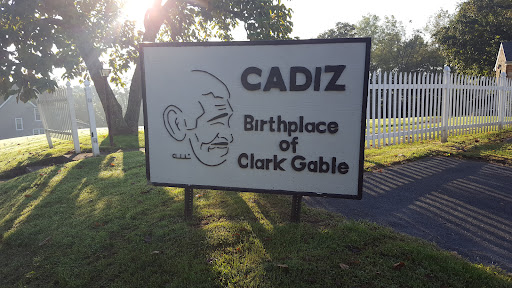 CADIZ
Birthplace
of
Clark Gable